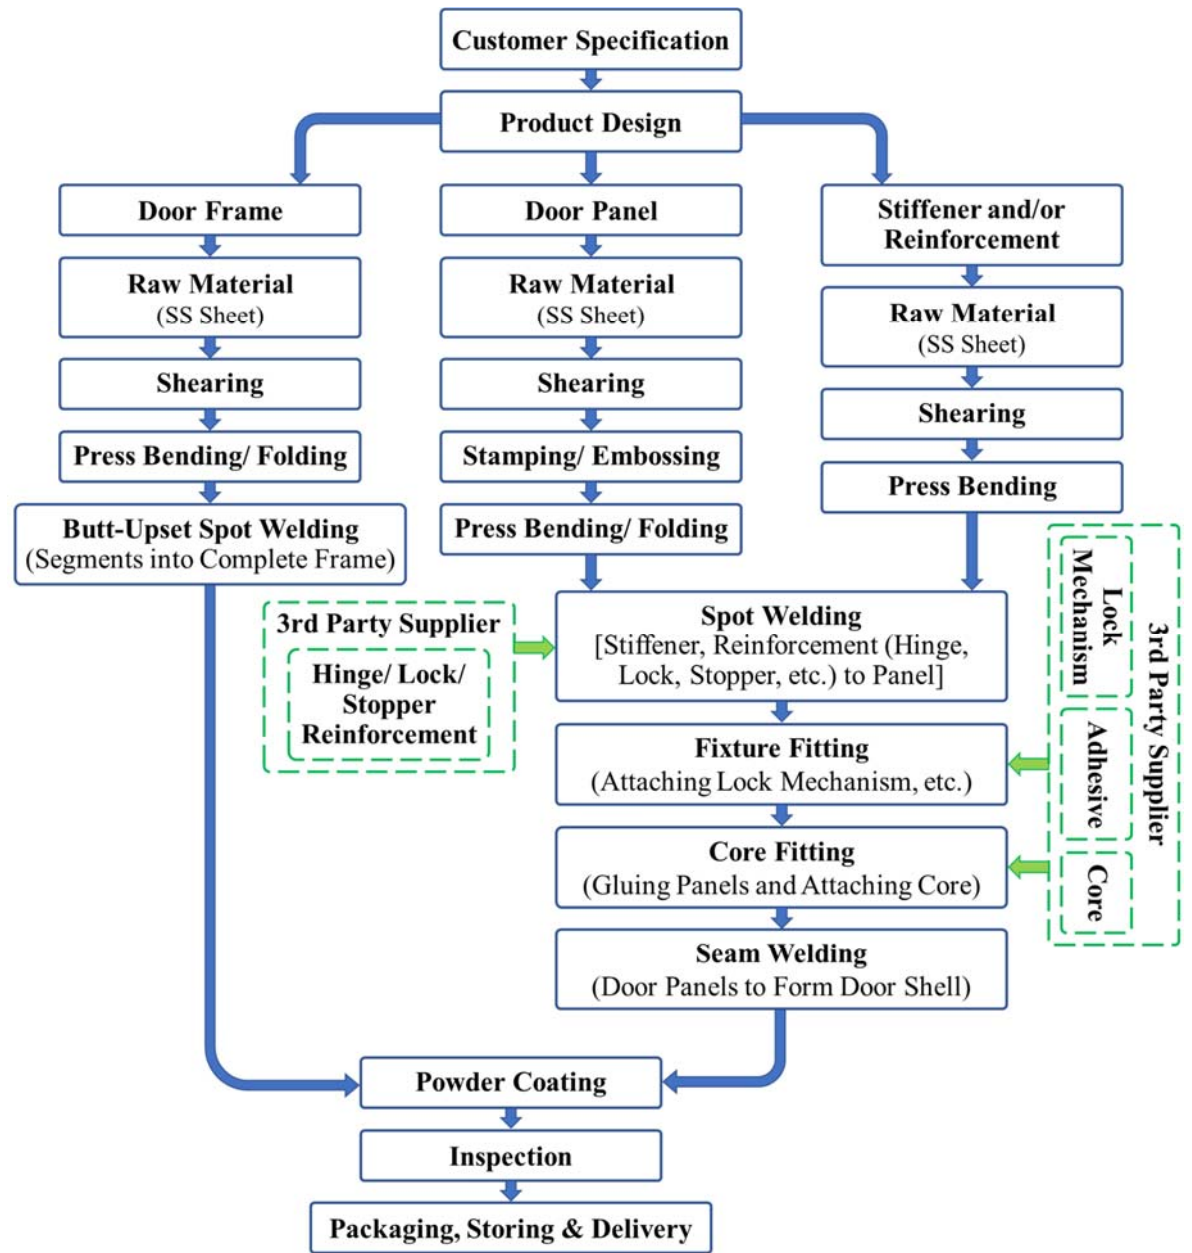 Customer Specification
Product Design
Door Frame
Raw Material
(SS Sheet)
Shearing
Press Bending/ Folding
Butt-Upset Spot Welding
(Segments into Complete Frame)
Door Panel
Raw Material
(SS Sheet)
Shearing
Stamping/ Embossing
Press Bending/ Folding
Stiffener and/or
Reinforcement
Raw Material
(SS Sheet)
Shearing
Press Bending
3rd Party Supplier
Hinge/ Lock/
Stopper
Reinforcement
Spot Welding
[Stiffener, Reinforcement (Hinge,
Lock, Stopper, etc.) to Panel]
Fixture Fitting
(Attaching Lock Mechanism, etc.)
Core Fitting
(Gluing Panels and Attaching Core)
Seam Welding
(Door Panels to Form Door Shell)
3rd Party Supplier
Lock
Mechanism
Adhesive
Core
Powder Coating
Inspection
Packaging, Storing & Delivery